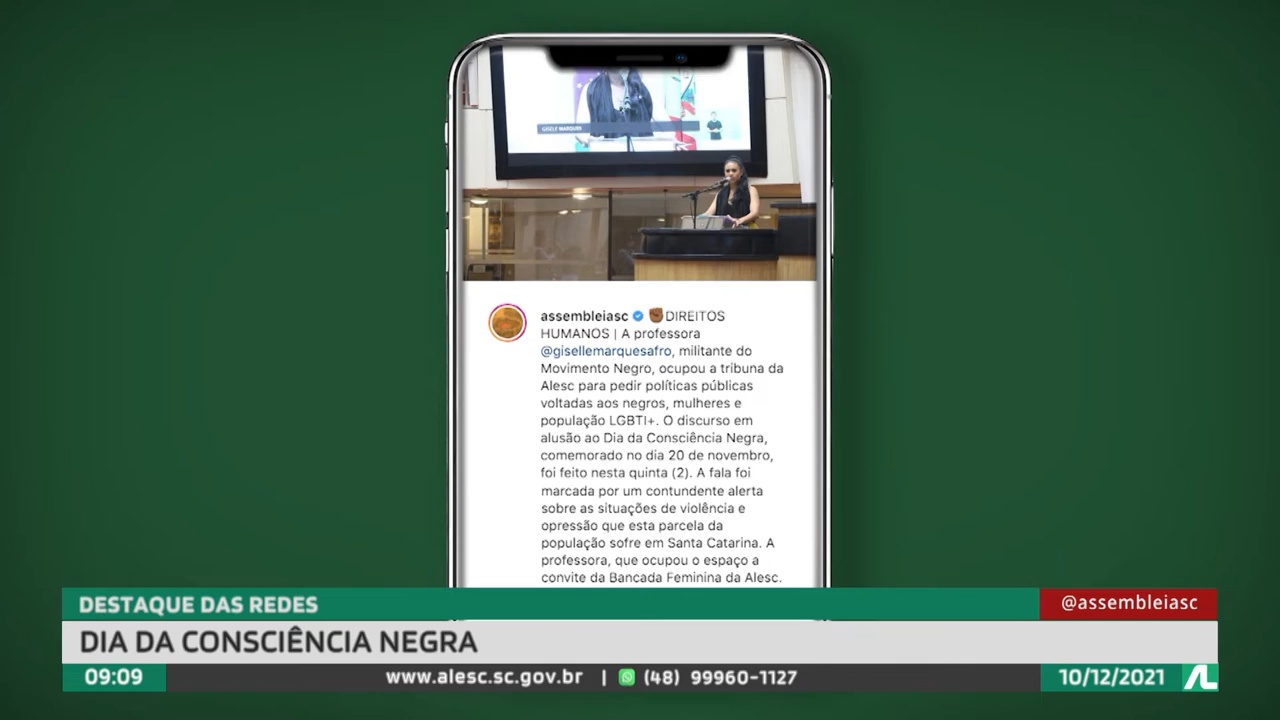 GISELE MARQUES
assembleiasc DIREITOS
HUMANOS | A professora
@gisellemarquesafro, militante do
Movimento Negro, ocupou a tribuna da
Alesc para pedir políticas públicas
voltadas aos negros, mulheres e
população LGBTI+. O discurso em
alusão ao Dia da Consciência Negra,
comemorado no dia 20 de novembro,
foi feito nesta quinta (2). A fala foi
marcada por um contundente alerta
sobre as situações de violência e
opressão que esta parcela da
população sofre em Santa Catarina. A
professora, que ocupou o espaço a
convite da Bancada Feminina da Alesc.
DESTAQUE DAS REDES
@assembleiasc
DIA DA CONSCIÊNCIA NEGRA
09:09
www.alesc.sc.gov.br | (48) 99960-1127
10/12/2021